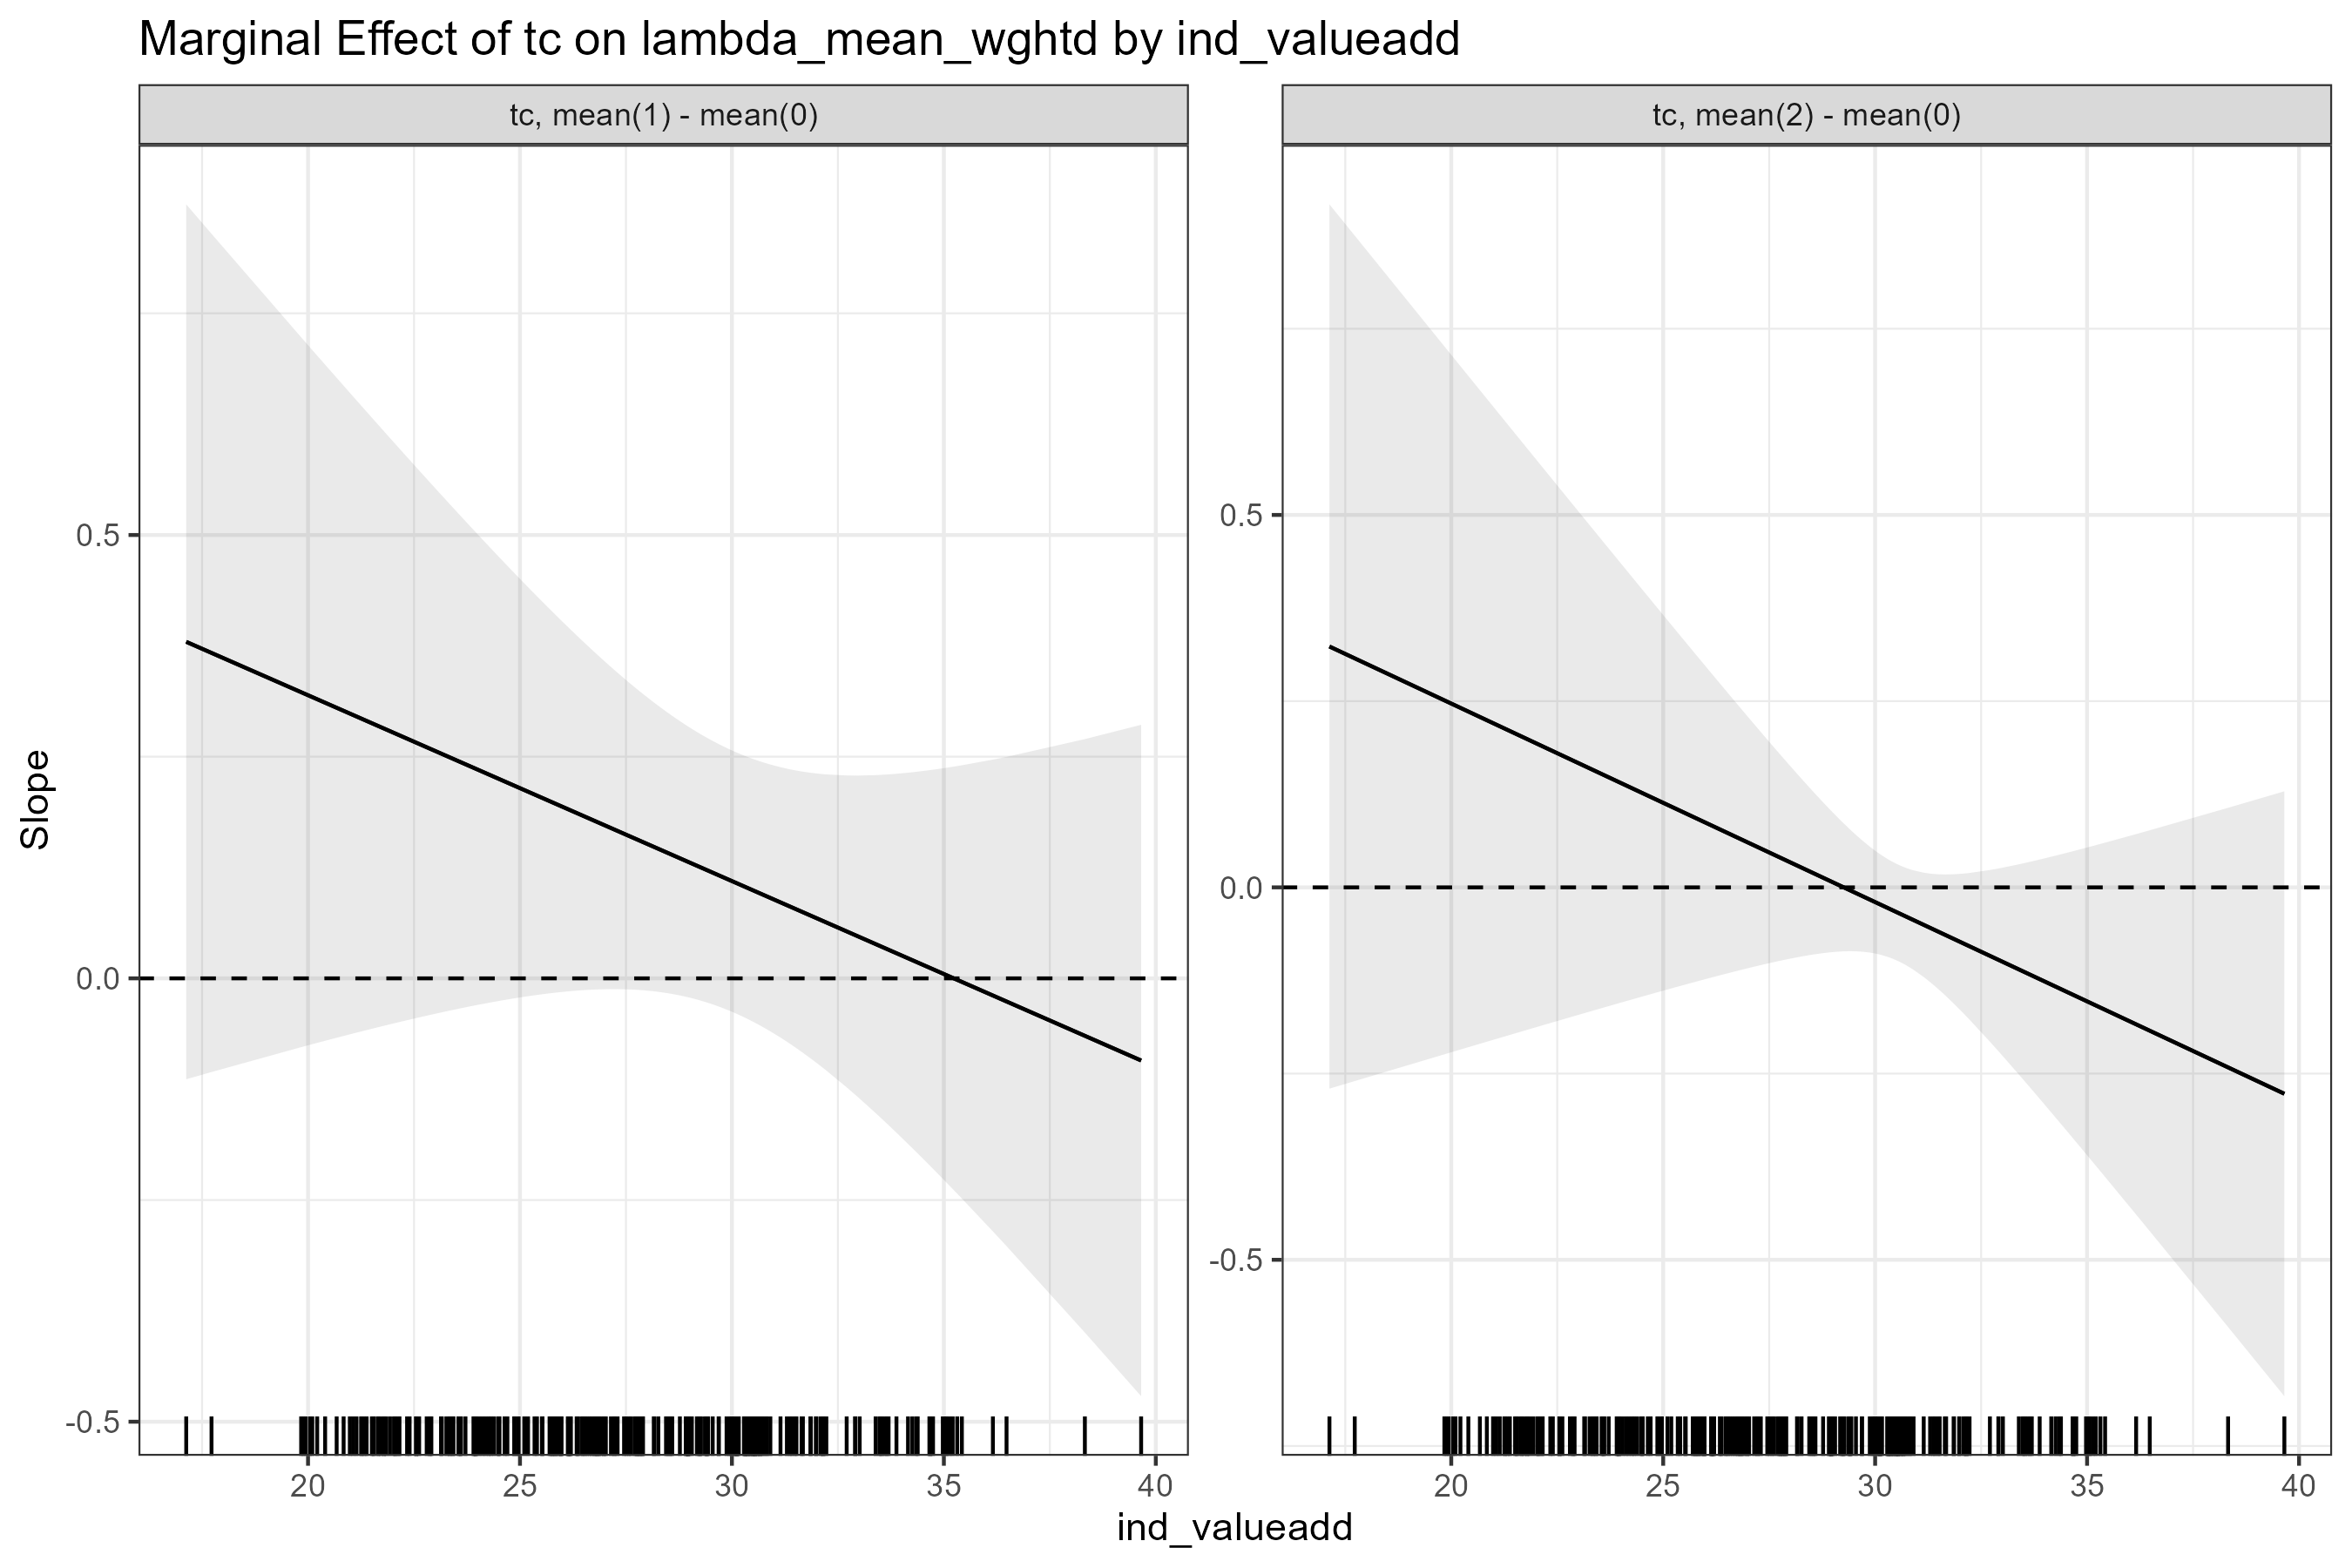 Marginal Effect of tc on lambda_mean_wghtd by ind_valueadd
tc, mean(1) - mean(0)
tc, mean(2) - mean(0)
Slope
0.5
0.0
-0.5
0.5
0.0
-0.5
20 25 30 35 40
20 25 30 35 40
ind_valueadd